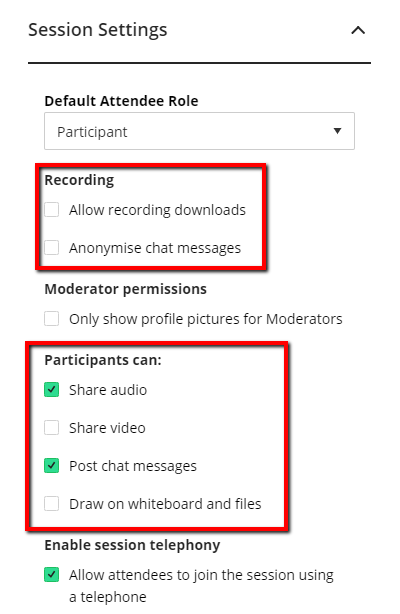 Session Settings
Default Attendee Role
Participant
Recording
Allow recording downloads
Anonymise chat messages
Moderator permissions
Only show profile pictures for Moderators
Participants can:
Share audio
Share video
Post chat messages
Draw on whiteboard and files
Enable session telephony
Allow attendees to join the session using
a telephone